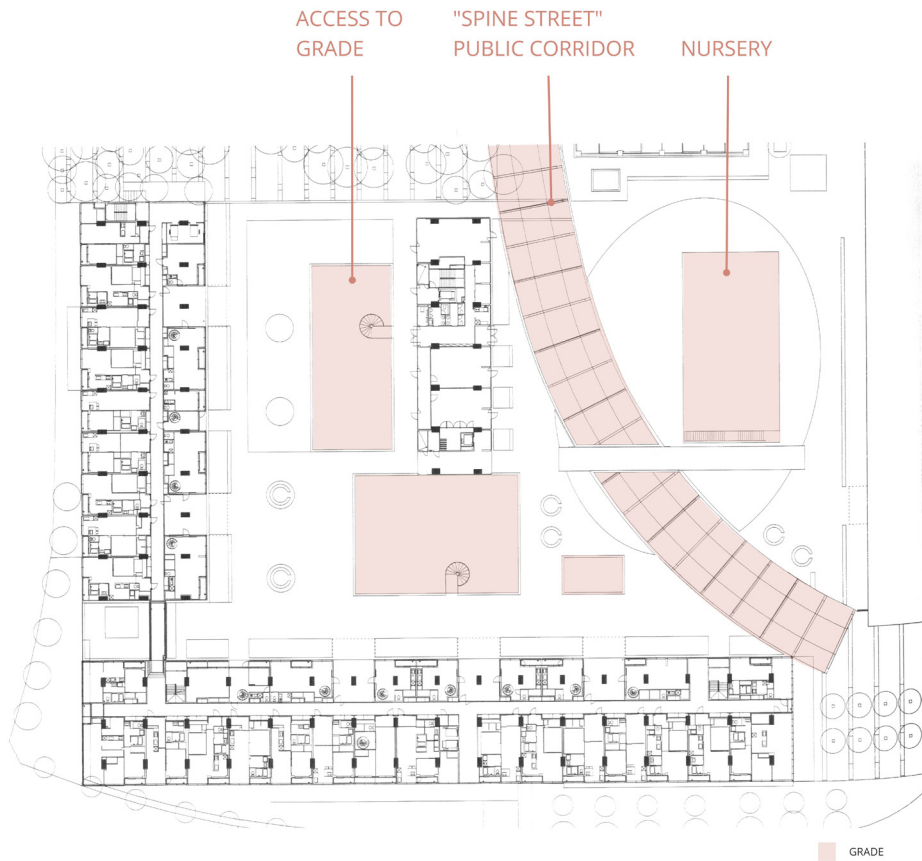 ACCESS TO
GRADE
"SPINE STREET"
PUBLIC CORRIDOR
NURSERY
GRADE